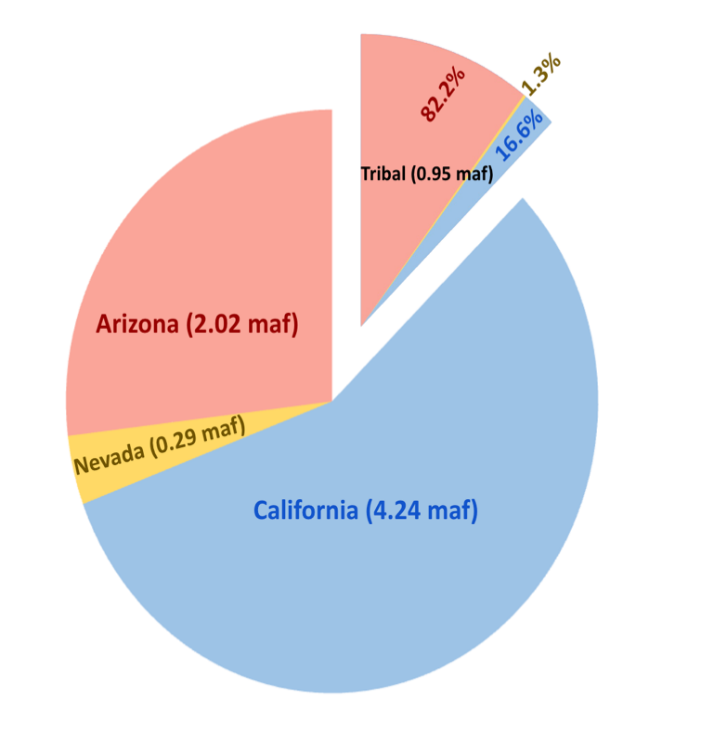 82.2%
1.3%
16.6%
Tribal (0.95 maf)
Arizona (2.02 maf)
Nevada (0.29 maf)
California (4.24 maf)